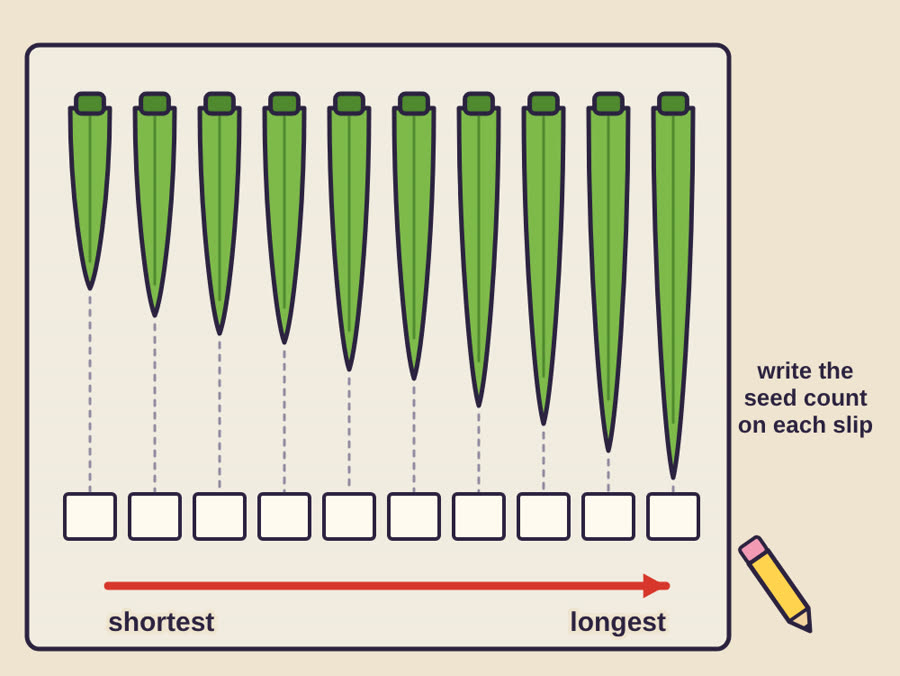 write the
seed count
on each slip
shortest
longest